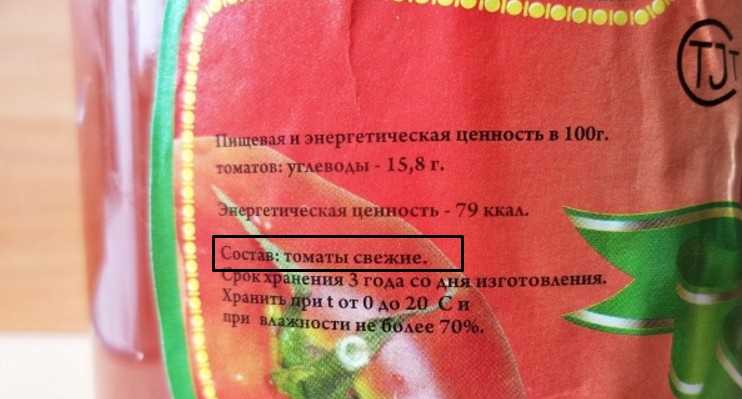 TJt
Пищевая и энергетическая ценность в 100г.
томатов: углеводы - 15,8 г.
Энергетическая ценность - 79 ккал.
Состав: томаты свежие.
Срок хранения 3 года со дня изготовления.
Хранить при t от 0 до 20 С и
при влажности не более 70%.